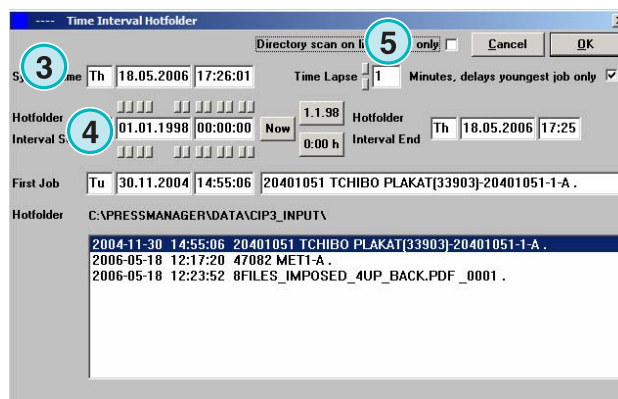 ---- Time Interval Hotfolder
Directory scan on only Cancel OK
3 5
Th 18.05.2006 17:26:01 Time Lapse 1 Minutes, delays youngest job only
1.1.98
Hotfolder Hotfolder
4 01.01.1998 00:00:00 Now Th 18.05.2006 17:25
Interval 0:00 h Interval End
First Job Tu 30.11.2004 14:55:06 20401051 TCHIBO PLAKAT(33903)-20401051-1-A .
Hotfolder C:\PRESSMANAGER\DATA\CIP3_INPUT\
2004-11-30 14:55:06 20401051 TCHIBO PLAKAT(33903)-20401051-1-A .
2006-05-18 12:17:20 47082 MET1-A .
2006-05-18 12:23:52 8FILES_IMPOSED_4UP_BACK.PDF _0001 .